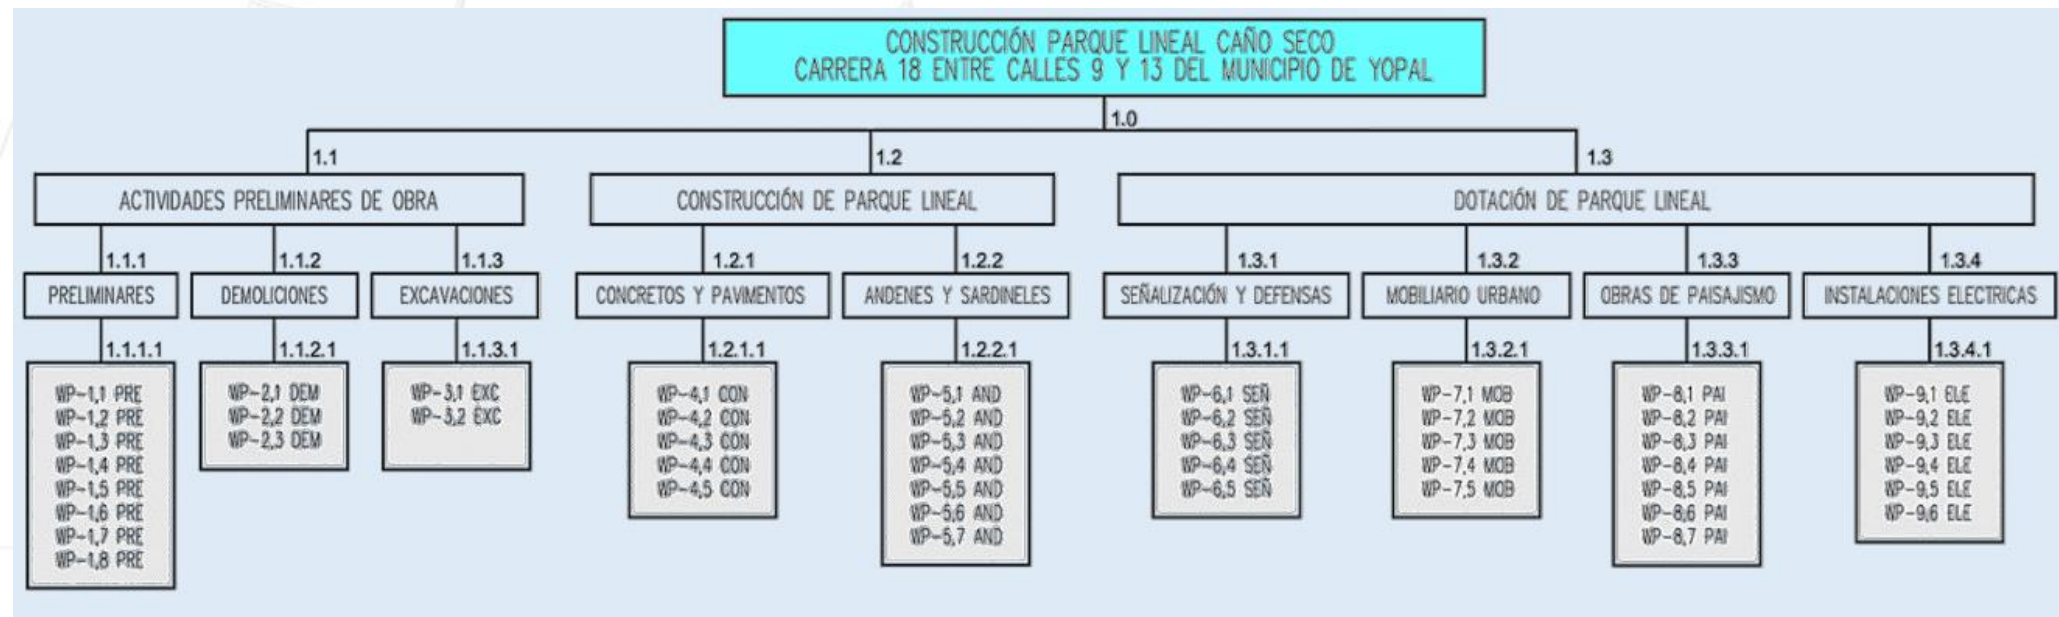 CONSTRUCCIÓN PARQUE LINEAL CAÑO SECO
CARRERA 18 ENTRE CALLES 9 Y 13 DEL MUNICIPIO DE YOPAL
1.0
1.1
1.2
1.3
ACTIVIDADES PRELIMINARES DE OBRA
CONSTRUCCIÓN DE PARQUE LINEAL
DOTACIÓN DE PARQUE LINEAL
1.1.1
1.1.2
1.1.3
1.2.1
1.2.2
1.3.1
1.3.2
1.3.3
1.3.4
PRELIMINARES
DEMOLICIONES
EXCAVACIONES
CONCRETOS Y PAVIMENTOS
ANDENES Y SARDINELES
SEÑALIZACIÓN Y DEFENSAS
MOBILIARIO URBANO
OBRAS DE PAISAJISMO
INSTALACIONES ELECTRICAS
1.1.1.1
WP-1,1 PRE
WP-1,2 PRE
WP-1,3 PRE
WP-1,4 PRE
WP-1,5 PRE
WP-1,6 PRE
WP-1,7 PRE
WP-1,8 PRE
1.1.2.1
WP-2,1 DEM
WP-2,2 DEM
WP-2,3 DEM
1.1.3.1
WP-3,1 EXC
WP-3,2 EXC
1.2.1.1
WP-4,1 CON
WP-4,2 CON
WP-4,3 CON
WP-4,4 CON
WP-4,5 CON
1.2.2.1
WP-5,1 AND
WP-5,2 AND
WP-5,3 AND
WP-5,4 AND
WP-5,5 AND
WP-5,6 AND
WP-5,7 AND
1.3.1.1
WP-6,1 SEÑ
WP-6,2 SEÑ
WP-6,3 SEÑ
WP-6,4 SEÑ
WP-6,5 SEÑ
1.3.2.1
WP-7,1 MOB
WP-7,2 MOB
WP-7,3 MOB
WP-7,4 MOB
WP-7,5 MOB
1.3.3.1
WP-8,1 PAI
WP-8,2 PAI
WP-8,3 PAI
WP-8,4 PAI
WP-8,5 PAI
WP-8,6 PAI
WP-8,7 PAI
1.3.4.1
WP-9,1 ELE
WP-9,2 ELE
WP-9,3 ELE
WP-9,4 ELE
WP-9,5 ELE
WP-9,6 ELE